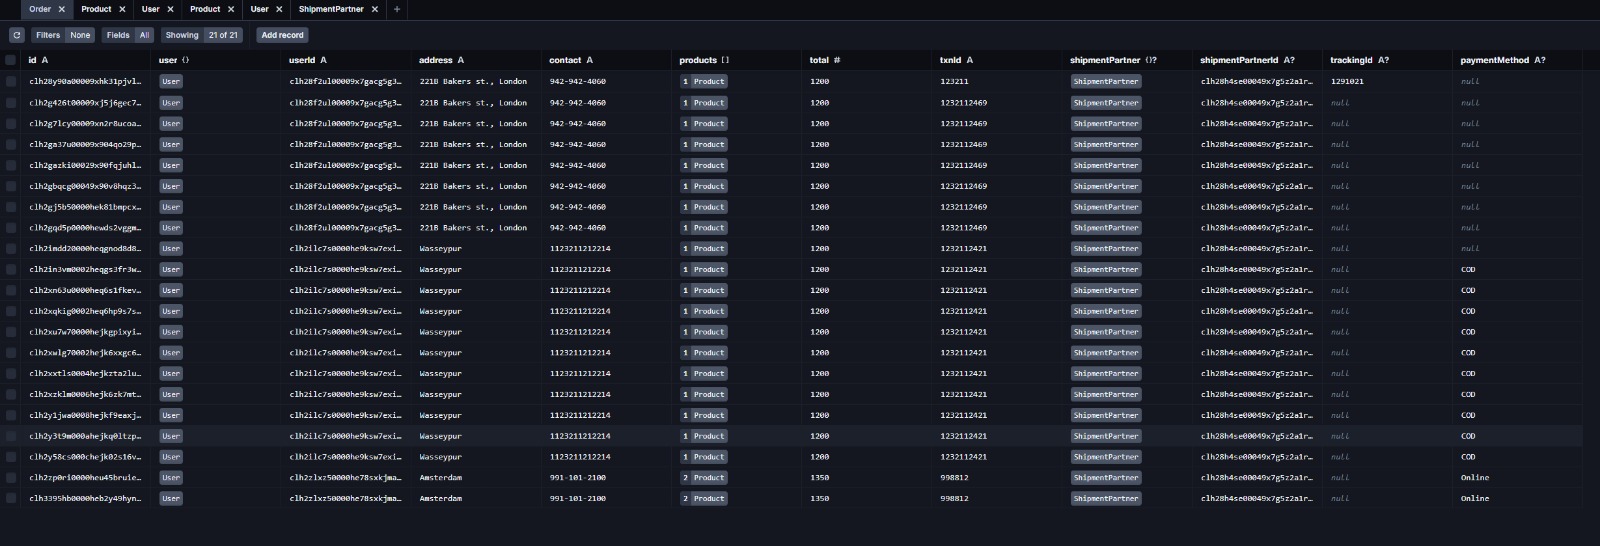 Order × Product × User × Product × User × ShipmentPartner × +
Filters None Fields All Showing 21 of 21 Add record
id A user {} userId A address A contact A products [] total # txnId A shipmentPartner {}? shipmentPartnerId A? trackingId A? paymentMethod A?
clh28y90a00009xhk31pjvl… User clh28f2ul00009x7gacg5g3… 221B Bakers st., London 942-942-4060 1 Product 1200 123211 ShipmentPartner clh28h4se00049x7g5z2a1r… 1291021 null
clh2g426t00009xj5j6gec7… User clh28f2ul00009x7gacg5g3… 221B Bakers st., London 942-942-4060 1 Product 1200 1232112469 ShipmentPartner clh28h4se00049x7g5z2a1r… null null
clh2g7lcy00009xn2r8ucoa… User clh28f2ul00009x7gacg5g3… 221B Bakers st., London 942-942-4060 1 Product 1200 1232112469 ShipmentPartner clh28h4se00049x7g5z2a1r… null null
clh2ga37u00009x904qo29p… User clh28f2ul00009x7gacg5g3… 221B Bakers st., London 942-942-4060 1 Product 1200 1232112469 ShipmentPartner clh28h4se00049x7g5z2a1r… null null
clh2gazki00029x90fqjuhl… User clh28f2ul00009x7gacg5g3… 221B Bakers st., London 942-942-4060 1 Product 1200 1232112469 ShipmentPartner clh28h4se00049x7g5z2a1r… null null
clh2gbqcg00049x90v8hqz3… User clh28f2ul00009x7gacg5g3… 221B Bakers st., London 942-942-4060 1 Product 1200 1232112469 ShipmentPartner clh28h4se00049x7g5z2a1r… null null
clh2gj5b50000hek81bmpcx… User clh28f2ul00009x7gacg5g3… 221B Bakers st., London 942-942-4060 1 Product 1200 1232112469 ShipmentPartner clh28h4se00049x7g5z2a1r… null null
clh2gqd5p0000hewds2vggm… User clh28f2ul00009x7gacg5g3… 221B Bakers st., London 942-942-4060 1 Product 1200 1232112469 ShipmentPartner clh28h4se00049x7g5z2a1r… null null
clh2imdd20000heqgnod8d8… User clh2ilc7s0000he9ksw7exi… Wasseypur 1123211212214 1 Product 1200 1232112421 ShipmentPartner clh28h4se00049x7g5z2a1r… null null
clh2in3vm0002heqgs3fr3w… User clh2ilc7s0000he9ksw7exi… Wasseypur 1123211212214 1 Product 1200 1232112421 ShipmentPartner clh28h4se00049x7g5z2a1r… null COD
clh2xn63u0000heq6s1fkev… User clh2ilc7s0000he9ksw7exi… Wasseypur 1123211212214 1 Product 1200 1232112421 ShipmentPartner clh28h4se00049x7g5z2a1r… null COD
clh2xqkig0002heq6hp9s7s… User clh2ilc7s0000he9ksw7exi… Wasseypur 1123211212214 1 Product 1200 1232112421 ShipmentPartner clh28h4se00049x7g5z2a1r… null COD
clh2xu7w70000hejkgpixyi… User clh2ilc7s0000he9ksw7exi… Wasseypur 1123211212214 1 Product 1200 1232112421 ShipmentPartner clh28h4se00049x7g5z2a1r… null COD
clh2xwlg70002hejk6xxgc6… User clh2ilc7s0000he9ksw7exi… Wasseypur 1123211212214 1 Product 1200 1232112421 ShipmentPartner clh28h4se00049x7g5z2a1r… null COD
clh2xxtls0004hejkzta2lu… User clh2ilc7s0000he9ksw7exi… Wasseypur 1123211212214 1 Product 1200 1232112421 ShipmentPartner clh28h4se00049x7g5z2a1r… null COD
clh2xzklm0006hejk6zk7mt… User clh2ilc7s0000he9ksw7exi… Wasseypur 1123211212214 1 Product 1200 1232112421 ShipmentPartner clh28h4se00049x7g5z2a1r… null COD
clh2y1jwa0008hejkf9eaxj… User clh2ilc7s0000he9ksw7exi… Wasseypur 1123211212214 1 Product 1200 1232112421 ShipmentPartner clh28h4se00049x7g5z2a1r… null COD
clh2y3t9m000ahejkq0ltzp… User clh2ilc7s0000he9ksw7exi… Wasseypur 1123211212214 1 Product 1200 1232112421 ShipmentPartner clh28h4se00049x7g5z2a1r… null COD
clh2y58cs000chejk02s16v… User clh2ilc7s0000he9ksw7exi… Wasseypur 1123211212214 1 Product 1200 1232112421 ShipmentPartner clh28h4se00049x7g5z2a1r… null COD
clh2zp0ri0000heu45bruie… User clh2zlxz50000he78sxkjma… Amsterdam 991-101-2100 2 Product 1350 998812 ShipmentPartner clh28h4se00049x7g5z2a1r… null Online
clh3395hb0000heb2y49hyn… User clh2zlxz50000he78sxkjma… Amsterdam 991-101-2100 2 Product 1350 998812 ShipmentPartner clh28h4se00049x7g5z2a1r… null Online